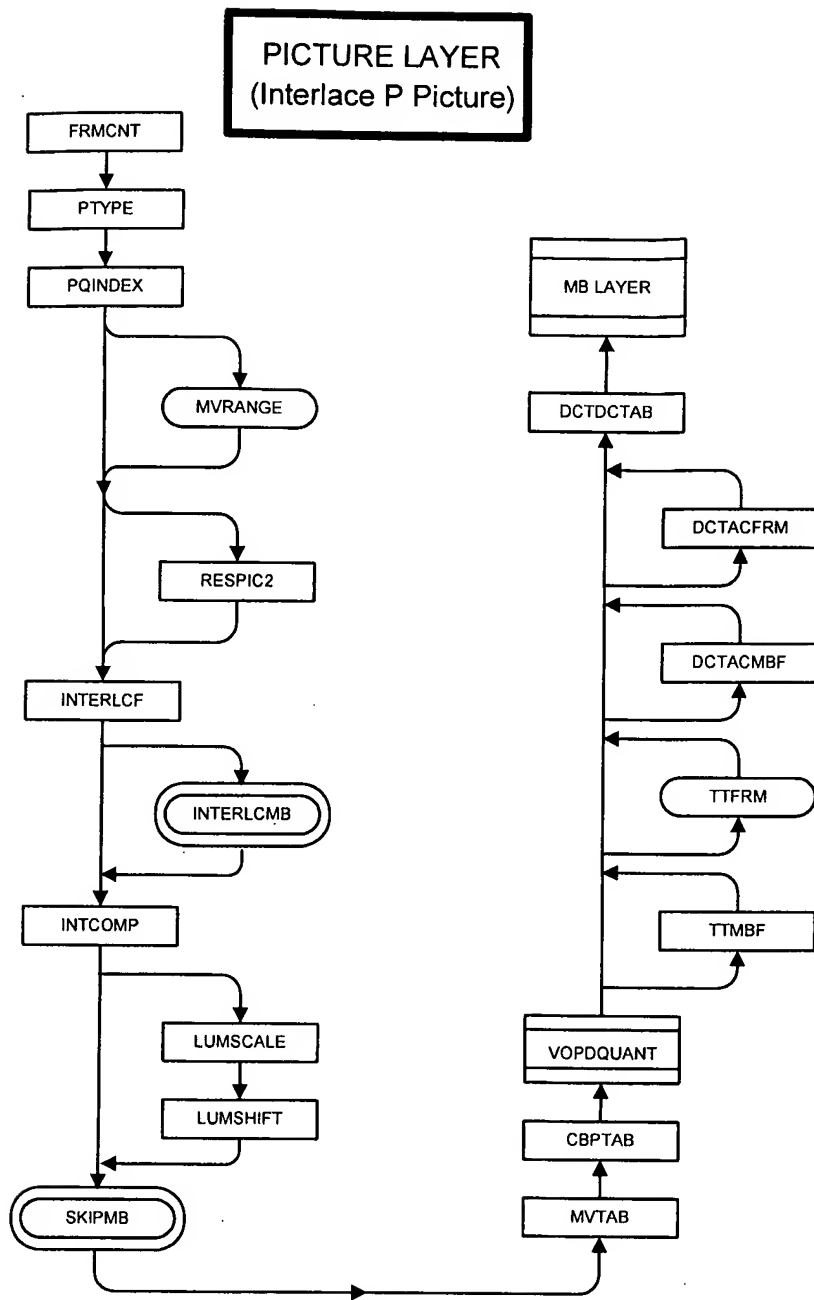 PICTURE LAYER
(Interlace P Picture)
FRMCNT
PTYPE
PQINDEX
MVRANGE
RESPIC2
INTERLCF
INTERLCMB
INTCOMP
LUMSCALE
LUMSHIFT
SKIPMB
MB LAYER
DCTDCTAB
DCTACFRM
DCTACMBF
TTFRM
TTMBF
VOPDQUANT
CBPTAB
MVTAB